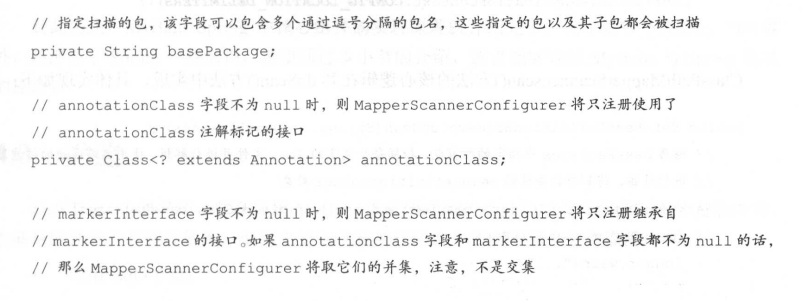 // 指定扫描的包，该字段可以包含多个通过逗号分隔的包名，这些指定的包以及其子包都会被扫描
private String basePackage;
// annotationClass 字段不为 null 时，则 MapperScannerConfigurer 将只注册使用了
// annotationClass 注解标记的接口
private Class<? extends Annotation> annotationClass;
// markerInterface 字段不为 null 时，则 MapperScannerConfigurer 将只注册继承自
// markerInterface 的接口。如果 annotationClass 字段和 markerInterface 字段都不为 null 的话，
// 那么 MapperScannerConfigurer 将取它们的并集，注意，不是交集